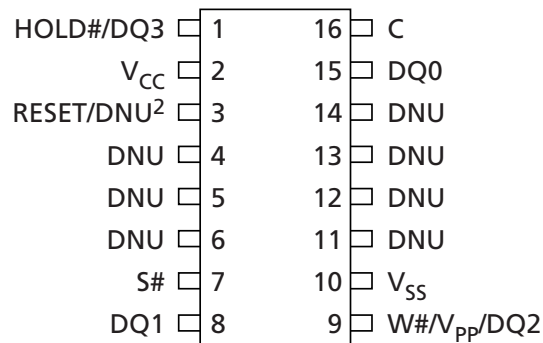 HOLD#/DQ3 1 16 C
VCC 2 15 DQ0
RESET/DNU2 3 14 DNU
DNU 4 13 DNU
DNU 5 12 DNU
DNU 6 11 DNU
S# 7 10 VSS
DQ1 8 9 W#/VPP/DQ2